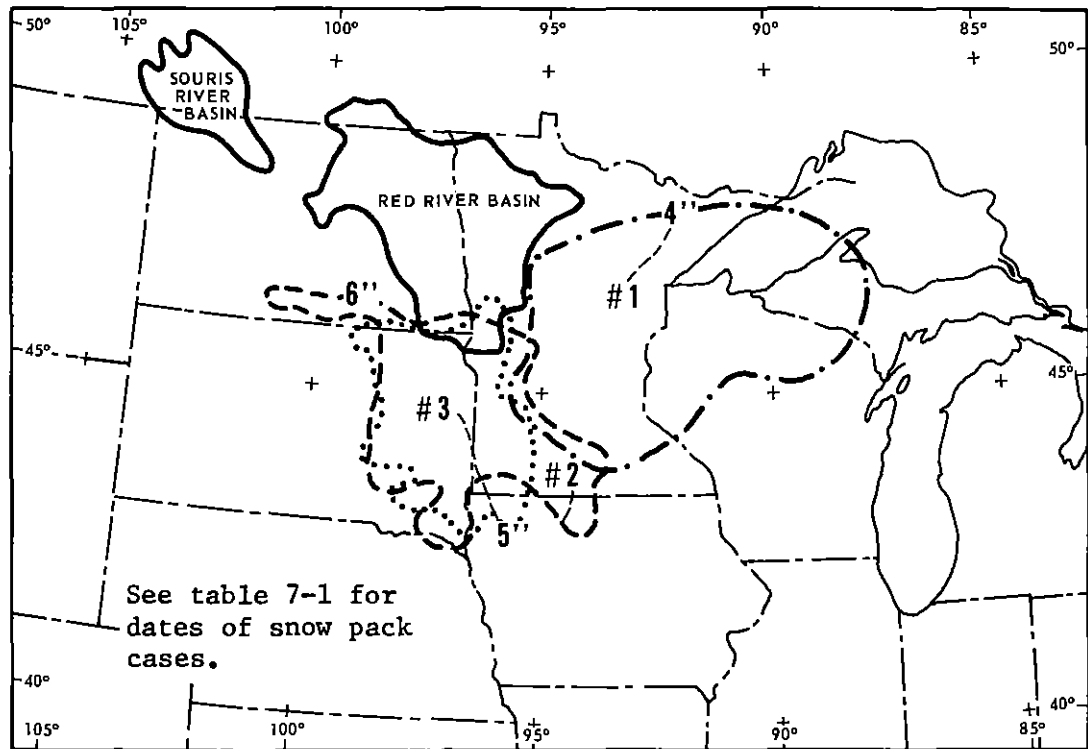 50° 105° 100° 95° 90° 85° 50°
SOURIS
RIVER
BASIN
RED RIVER BASIN
4"
#1
6"
45° 45°
#3
#2
5"
See table 7-1 for
dates of snow pack
cases.
40° 40°
105° 100° 95° 90° 85°